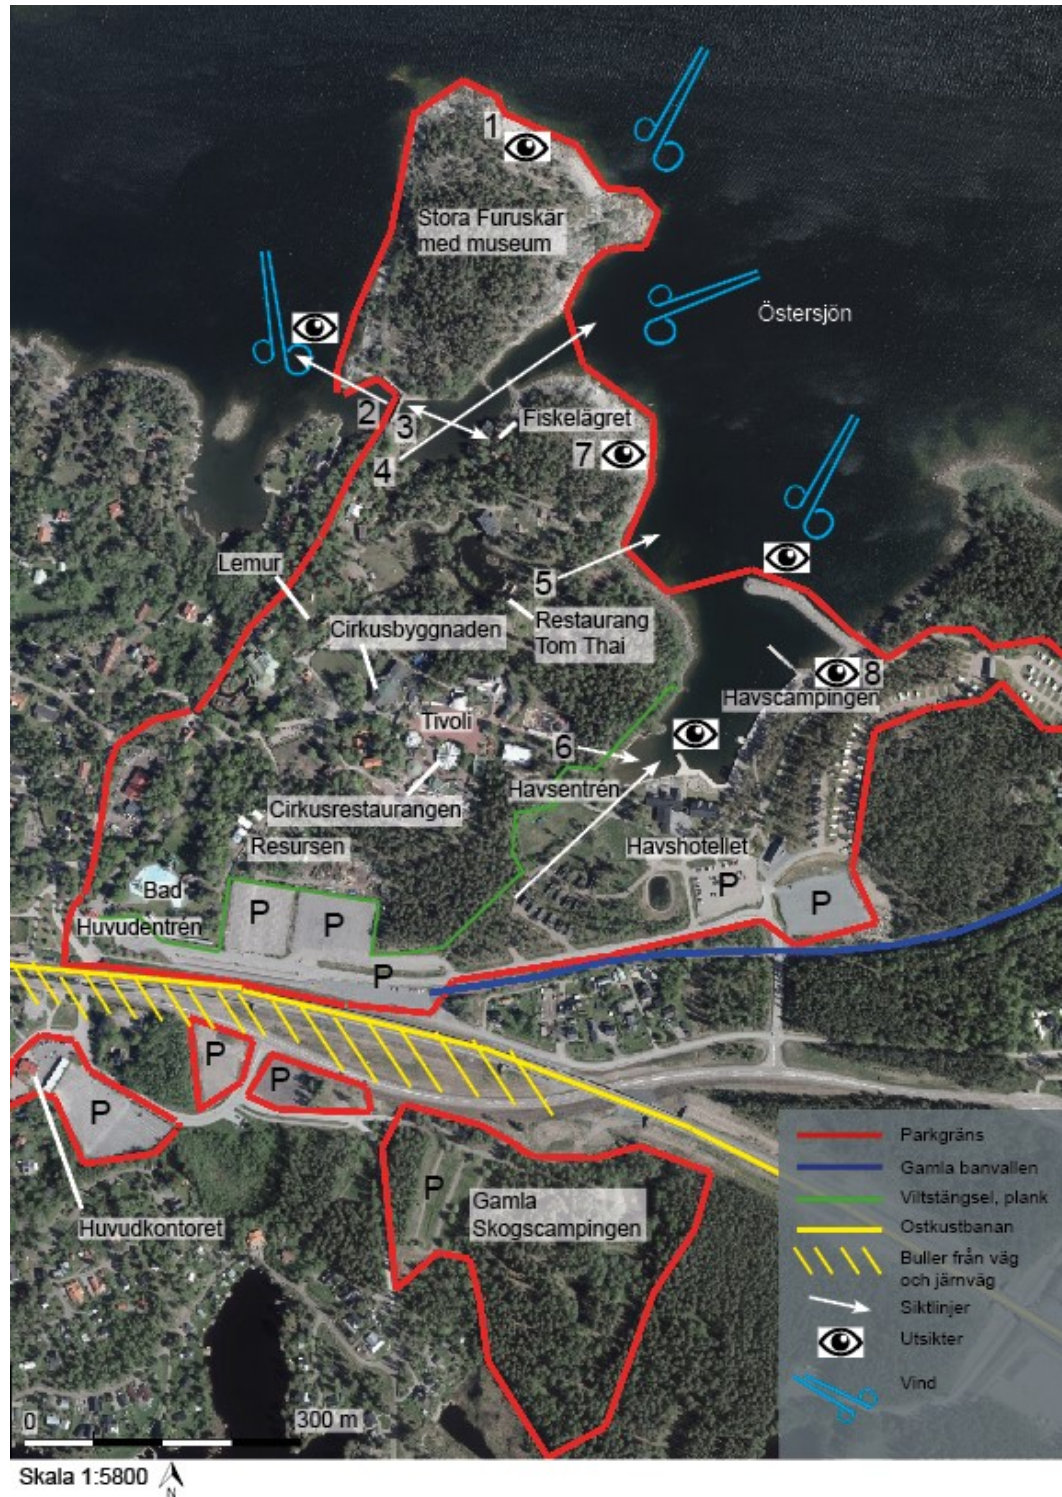 1
Stora Furuskär
med museum
Östersjön
2
3
Fiskelägret
4
7
Lemur
5
Cirkusbyggnaden
Restaurang
Tom Thai
8
Havscampingen
Tivoli
6
Havsentrén
Cirkusrestaurangen
Resursen
Havshotellet
Bad
P
P
P
P
Huvudentrén
P
P
P
P
Huvudkontoret
P
Gamla
Skogscampingen
Parkgräns
Gamla banvallen
Viltstängsel, plank
Ostkustbanan
Buller från väg
och järnväg
Siktlinjer
Utsikter
Vind
0
300 m
Skala 1:5800
N